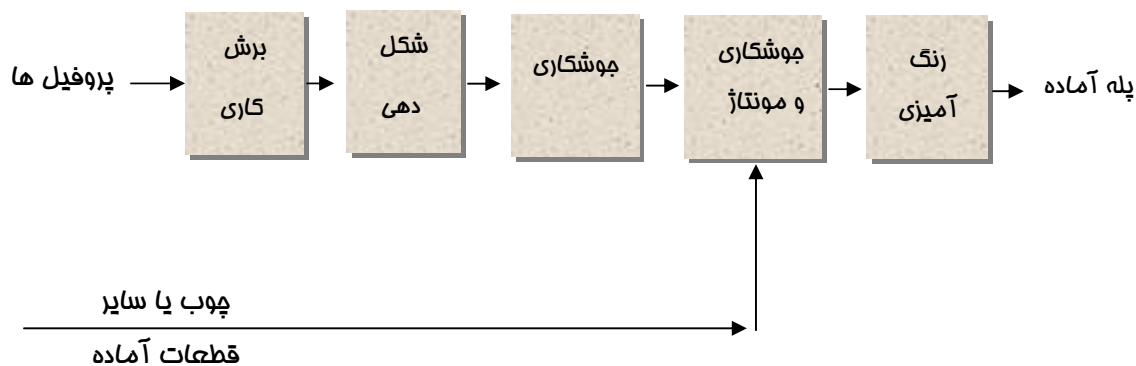 پروفیل ها
برش
کاری
شکل
دهی
جوشکاری
جوشکاری
و مونتاژ
رنگ
آمیزی
پله آماده
چوب یا سایر
قطعات آماده